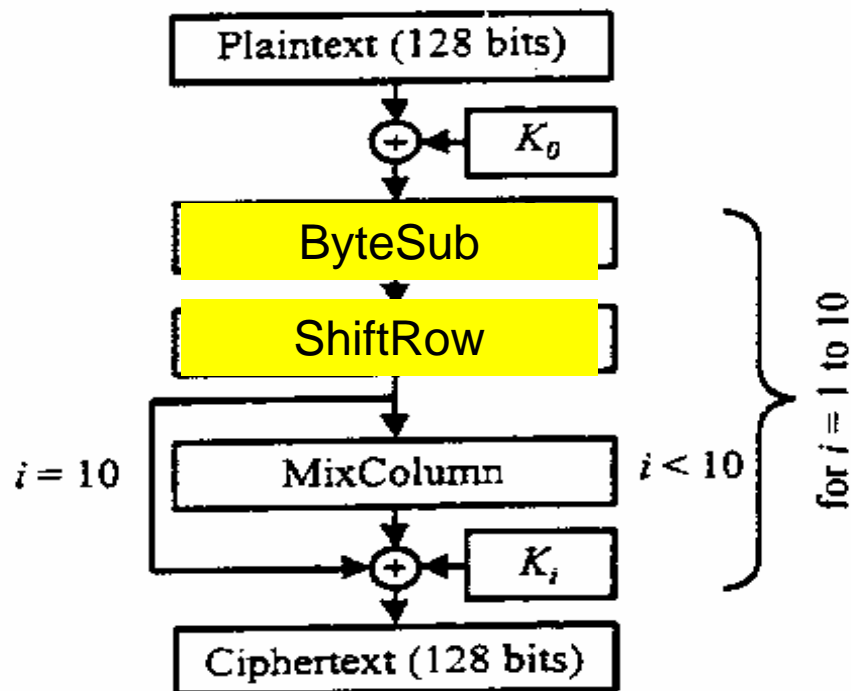 Plaintext (128 bits)
K₀
ByteSub
ShiftRow
i = 10
MixColumn
i < 10
for i = 1 to 10
Kᵢ
Ciphertext (128 bits)